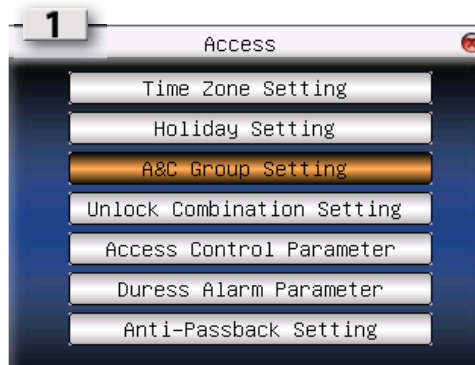 1
Access
Time Zone Setting
Holiday Setting
A&C Group Setting
Unlock Combination Setting
Access Control Parameter
Duress Alarm Parameter
Anti-Passback Setting